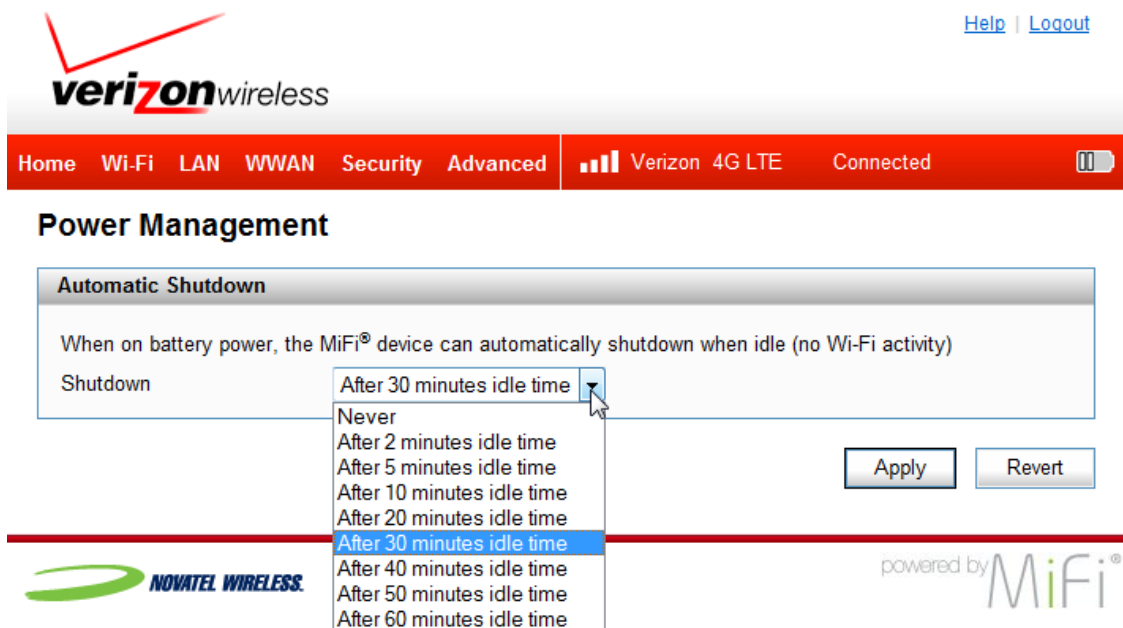 Help | Logout
verizonwireless
Home Wi-Fi LAN WWAN Security Advanced Verizon 4G LTE Connected
Power Management
Automatic Shutdown
When on battery power, the MiFi® device can automatically shutdown when idle (no Wi-Fi activity)
Shutdown After 30 minutes idle time
Never
After 2 minutes idle time
After 5 minutes idle time
After 10 minutes idle time
After 20 minutes idle time
After 30 minutes idle time
After 40 minutes idle time
After 50 minutes idle time
After 60 minutes idle time
Apply Revert
NOVATEL WIRELESS.
powered by MiFi®